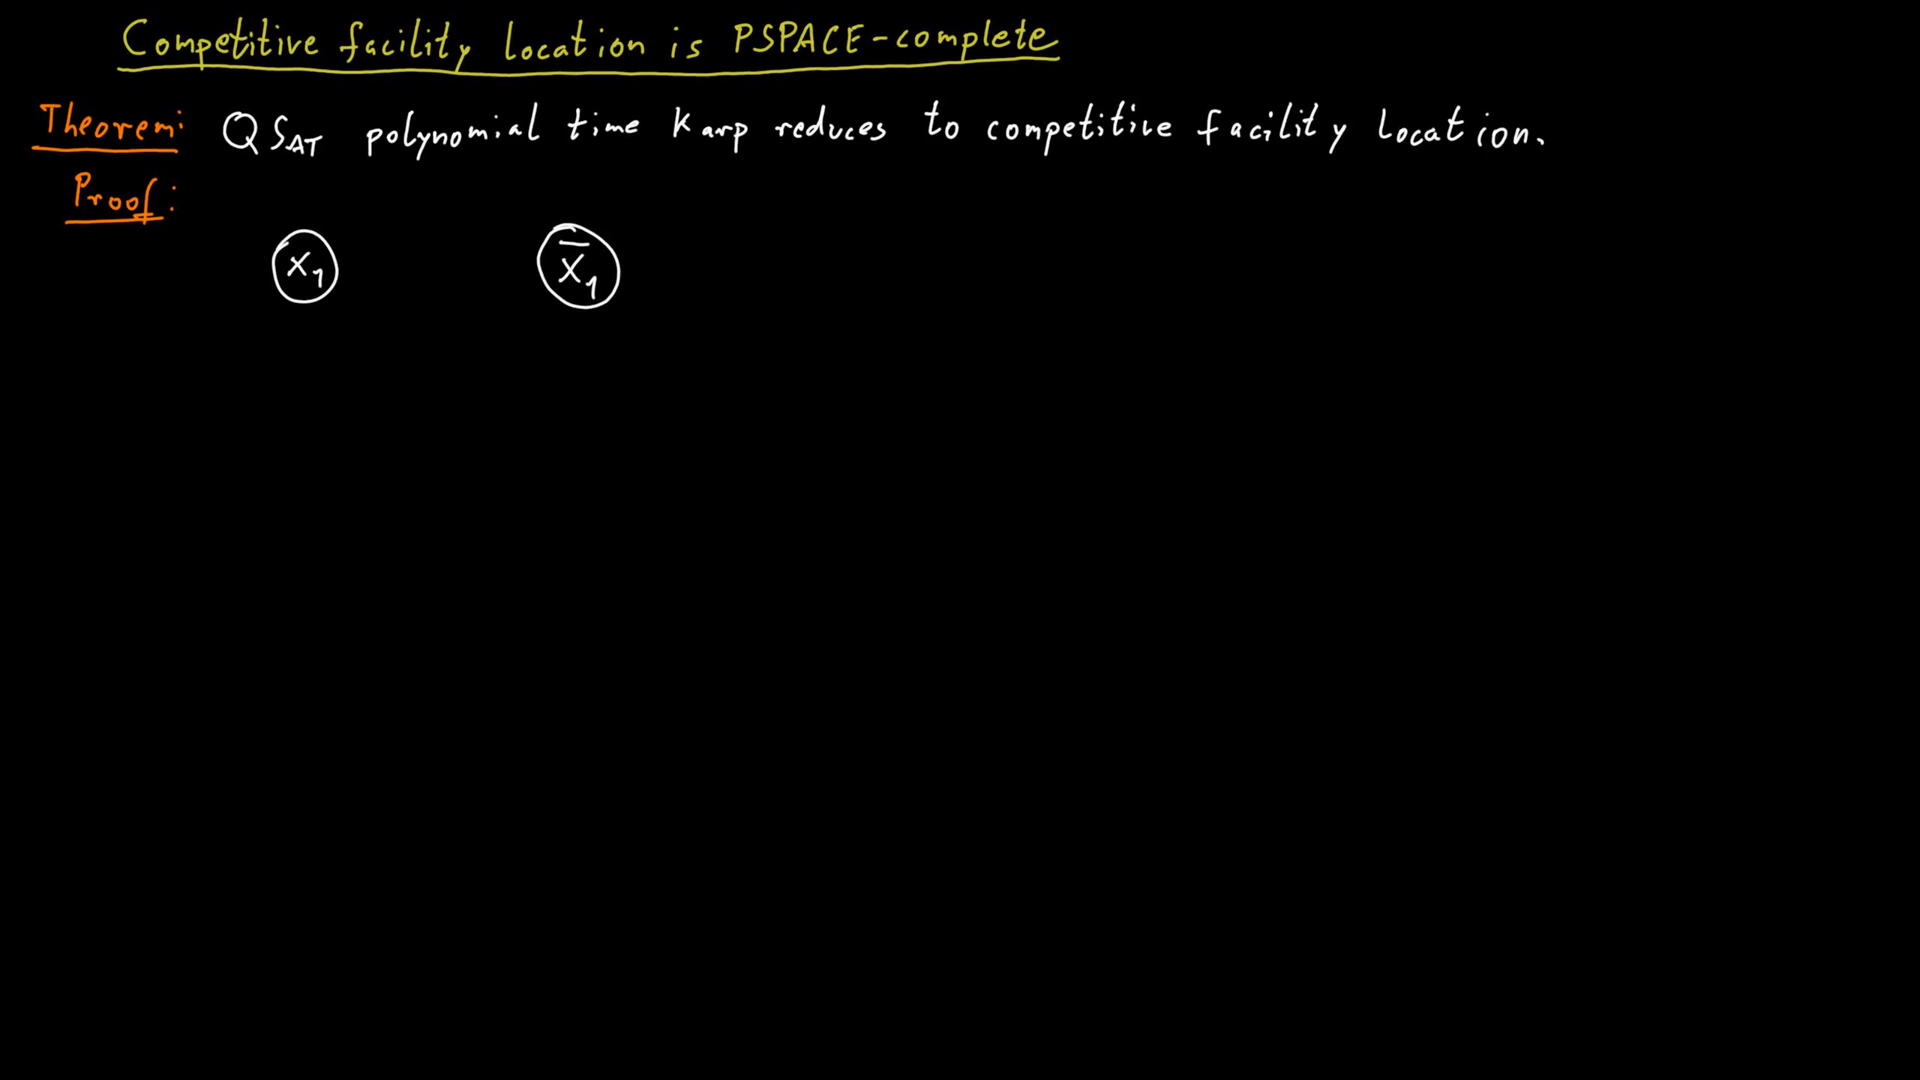 Competitive facility location is PSPACE-complete
Theorem: QSAT polynomial time Karp reduces to competitive facility location.
Proof:
x₁ x̅₁